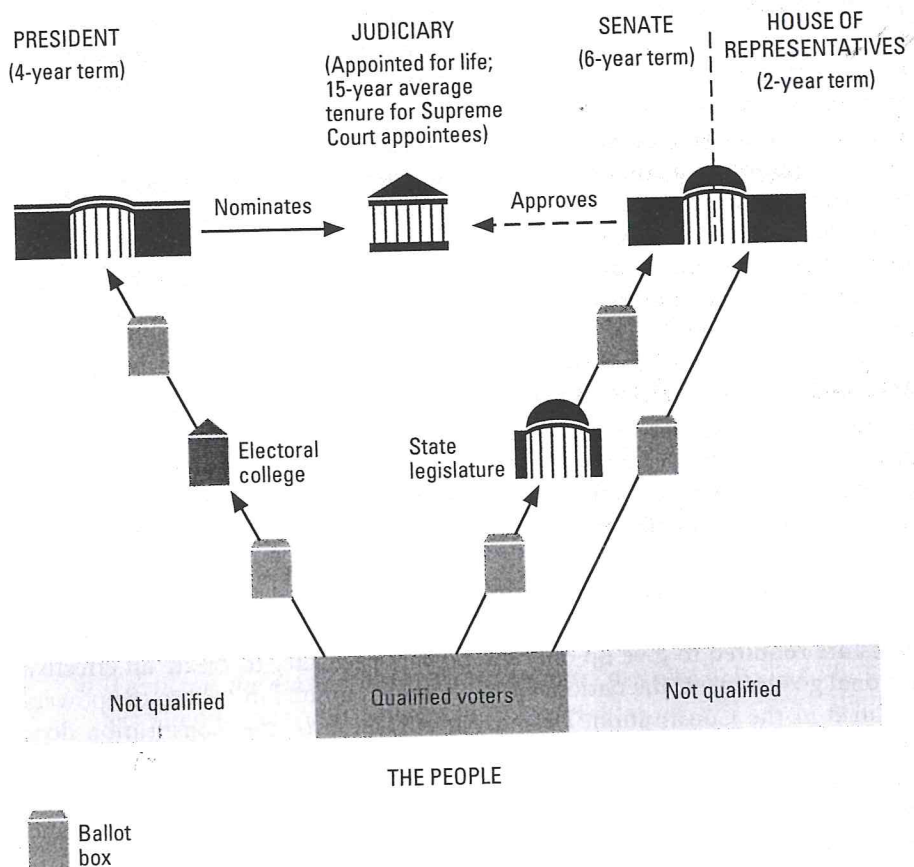 PRESIDENT
(4-year term)
JUDICIARY
(Appointed for life;
15-year average
tenure for Supreme
Court appointees)
SENATE
(6-year term)
HOUSE OF
REPRESENTATIVES
(2-year term)
Nominates
Approves
Electoral
college
State
legislature
Not qualified
Qualified voters
Not qualified
THE PEOPLE
Ballot
box